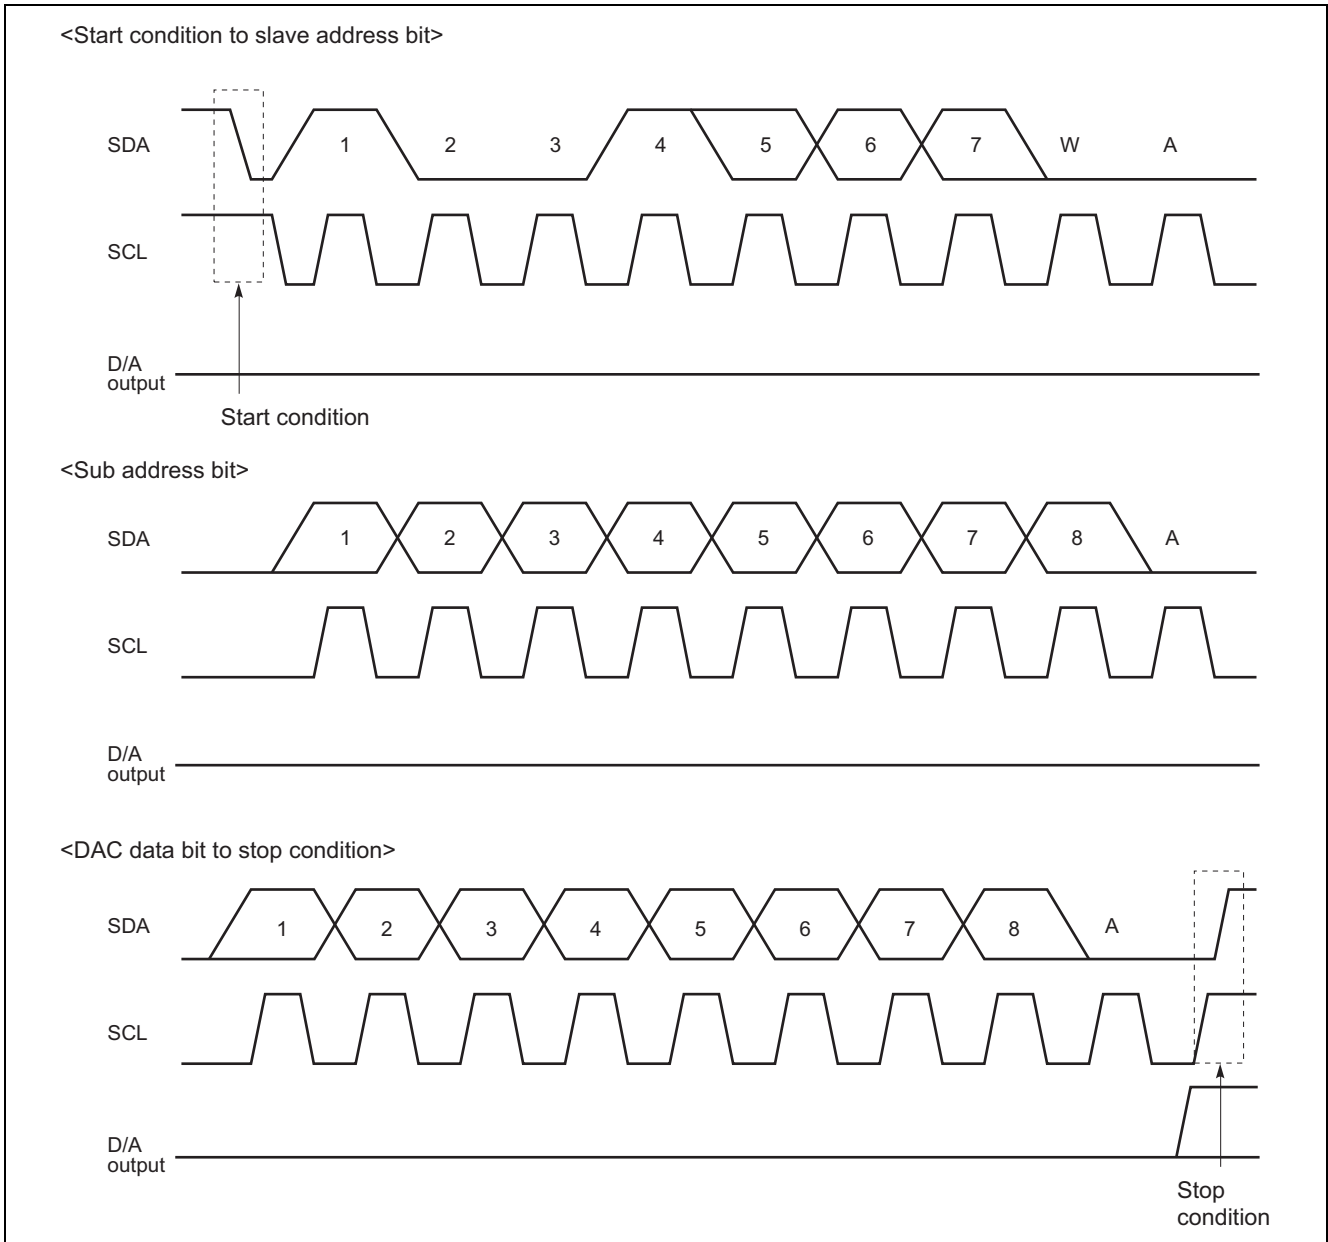 <Start condition to slave address bit>
SDA 1 2 3 4 5 6 7 W A
SCL
D/A
output
Start condition
<Sub address bit>
SDA 1 2 3 4 5 6 7 8 A
SCL
D/A
output
<DAC data bit to stop condition>
SDA 1 2 3 4 5 6 7 8 A
SCL
D/A
output
Stop
condition